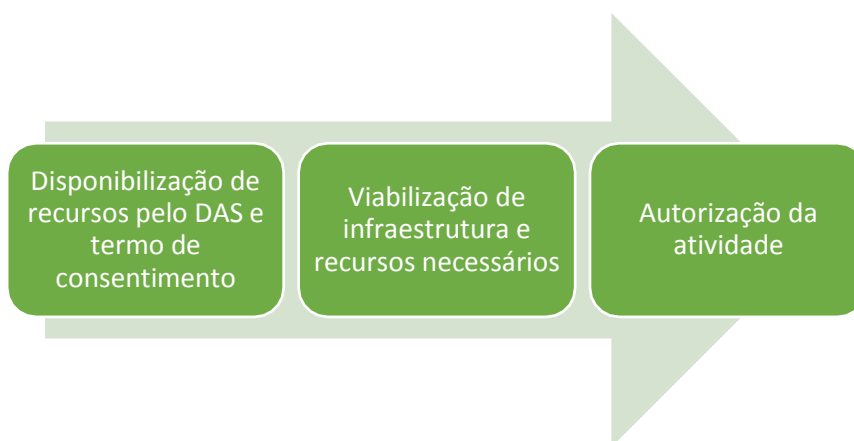 Disponibilização de
recursos pelo DAS e
termo de
consentimento
Viabilização de
infraestrutura e
recursos necessários
Autorização da
atividade